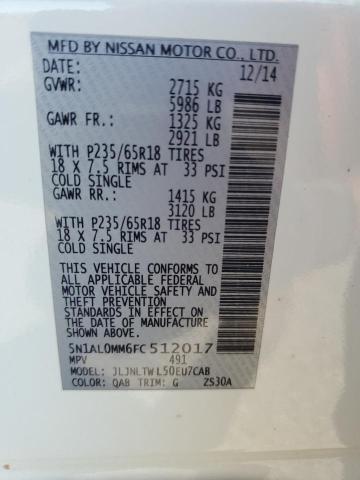 MFD BY NISSAN MOTOR CO., LTD.
DATE: 12/14
GVWR: 2715 KG
5986 LB
GAWR FR.: 1325 KG
2921 LB
WITH P235/65R18 TIRES
18 X 7.5 RIMS AT 33 PSI
COLD SINGLE
GAWR RR.: 1415 KG
3120 LB
WITH P235/65R18 TIRES
18 X 7.5 RIMS AT 33 PSI
COLD SINGLE
THIS VEHICLE CONFORMS TO
ALL APPLICABLE FEDERAL
MOTOR VEHICLE SAFETY AND
THEFT PREVENTION
STANDARDS IN EFFECT ON
THE DATE OF MANUFACTURE
SHOWN ABOVE.
5N1AL0MM6FC512017
MPV 491
MODEL: JLJNLTWL50EU7CAB
COLOR: QAB TRIM: G ZS30A